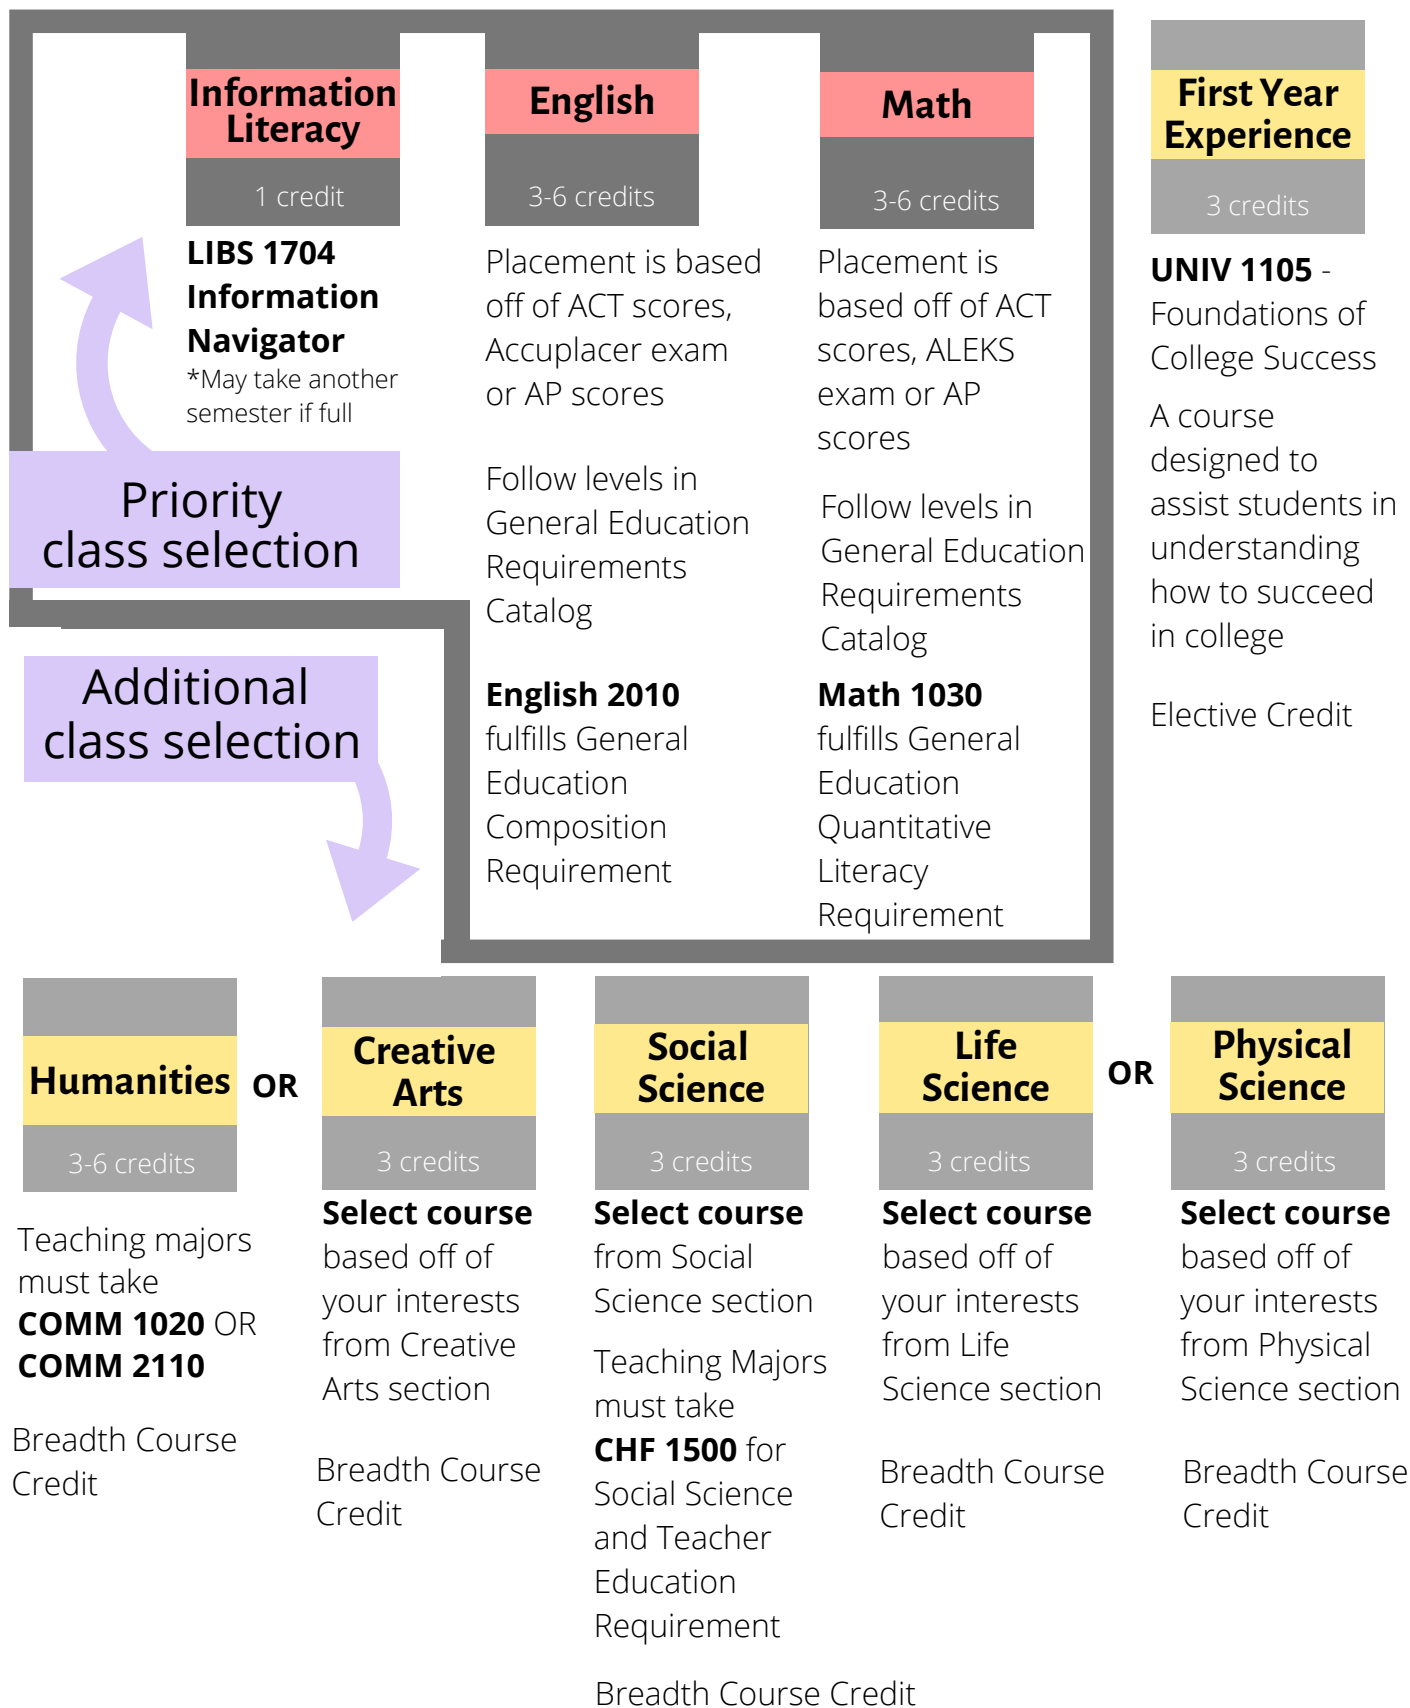 Information
Literacy
1 credit
LIBS 1704
Information
Navigator
*May take another
semester if full
English
3-6 credits
Placement is based
off of ACT scores,
Accuplacer exam
or AP scores
Follow levels in
General Education
Requirements
Catalog
English 2010
fulfills General
Education
Composition
Requirement
Math
3-6 credits
Placement is
based off of ACT
scores, ALEKS
exam or AP
scores
Follow levels in
General Education
Requirements
Catalog
Math 1030
fulfills General
Education
Quantitative
Literacy
Requirement
First Year
Experience
3 credits
UNIV 1105 -
Foundations of
College Success
A course
designed to
assist students in
understanding
how to succeed
in college
Elective Credit
Priority
class selection
Additional
class selection
Humanities
3-6 credits
Teaching majors
must take
COMM 1020 OR
COMM 2110
Breadth Course
Credit
OR
Creative
Arts
3 credits
Select course
based off of
your interests
from Creative
Arts section
Breadth Course
Credit
Social
Science
3 credits
Select course
from Social
Science section
Teaching Majors
must take
CHF 1500 for
Social Science
and Teacher
Education
Requirement
Breadth Course Credit
Life
Science
3 credits
Select course
based off of
your interests
from Life
Science section
Breadth Course
Credit
OR
Physical
Science
3 credits
Select course
based off of
your interests
from Physical
Science section
Breadth Course
Credit